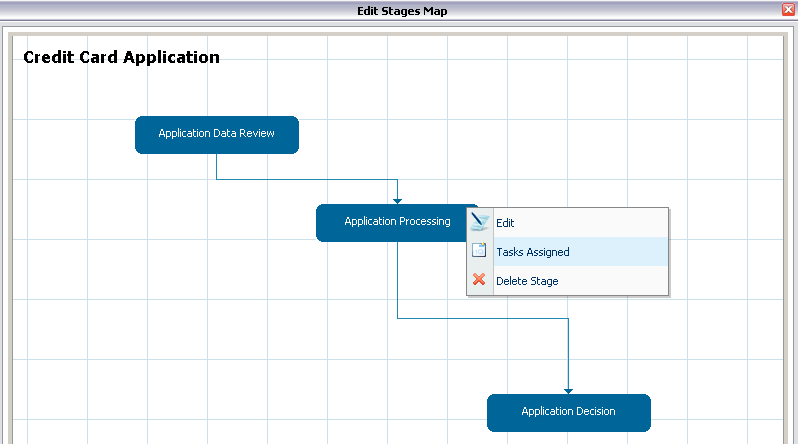 Edit Stages Map
Credit Card Application
Application Data Review
Application Processing
Edit
Tasks Assigned
Delete Stage
Application Decision